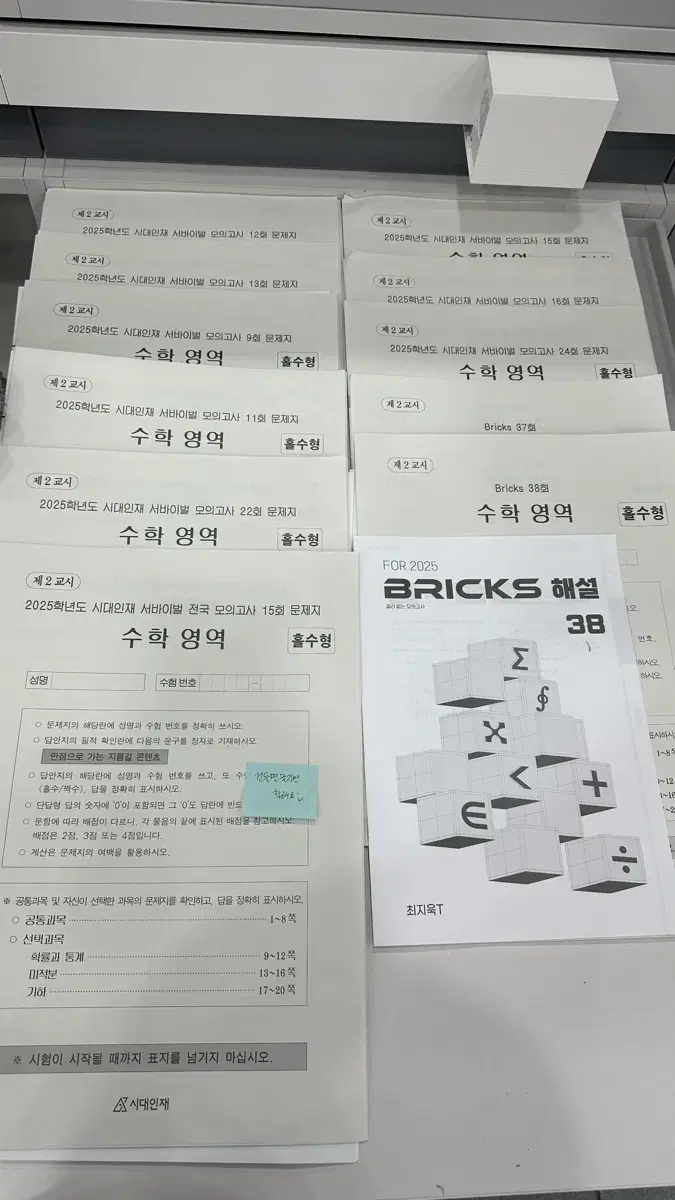 제 2 교시
2025학년도 시대인재 서바이벌 모의고사 12회 문제지
제 2 교시
2025학년도 시대인재 서바이벌 모의고사 13회 문제지
제 2 교시
2025학년도 시대인재 서바이벌 모의고사 9회 문제지
수학 영역
홀수형
제 2 교시
2025학년도 시대인재 서바이벌 모의고사 11회 문제지
수학 영역
홀수형
제 2 교시
2025학년도 시대인재 서바이벌 모의고사 22회 문제지
수학 영역
홀수형
제 2 교시
2025학년도 시대인재 서바이벌 전국 모의고사 15회 문제지
수학 영역
홀수형
성명
수험 번호
–
○ 문제지의 해당란에 성명과 수험 번호를 정확히 쓰시오.
○ 답안지의 필적 확인란에 다음의 문구를 정자로 기재하시오.
만점으로 가는 지름길 콘텐츠
○ 답안지의 해당란에 성명과 수험 번호를 쓰고, 또 수
(홀수/짝수), 답을 정확히 표시하시오.
○ 단답형 답의 숫자에 '0'이 포함되면 그 '0'도 답란에 반드
○ 문항에 따라 배점이 다르니, 각 물음의 끝에 표시된 배점을 참고하시오.
배점은 2점, 3점 또는 4점입니다.
○ 계산은 문제지의 여백을 활용하시오.
※ 공통과목 및 자신이 선택한 과목의 문제지를 확인하고, 답을 정확히 표시하시오.
○ 공통과목 1~8쪽
○ 선택과목
확률과 통계 9~12쪽
미적분 13~16쪽
기하 17~20쪽
※ 시험이 시작될 때까지 표지를 넘기지 마십시오.
시대인재
제 2 교시
2025학년도 시대인재 서바이벌 모의고사 15회 문제지
제 2 교시
2025학년도 시대인재 서바이벌 모의고사 16회 문제지
제 2 교시
2025학년도 시대인재 서바이벌 모의고사 24회 문제지
수학 영역
홀수형
제 2 교시
Bricks 37회
제 2 교시
Bricks 38회
수학 영역
홀수형
FOR 2025
BRICKS 해설
38
Σ
∮
×
<
+
∈
÷
최지욱T